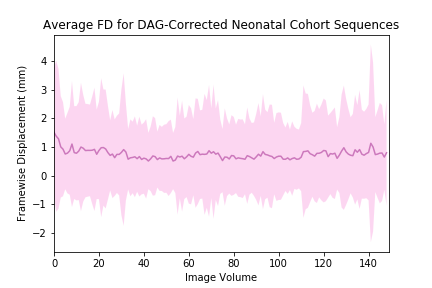 Average FD for DAG-Corrected Neonatal Cohort Sequences
Framewise Displacement (mm)
4
3
2
1
0
−1
−2
0 20 40 60 80 100 120 140
Image Volume